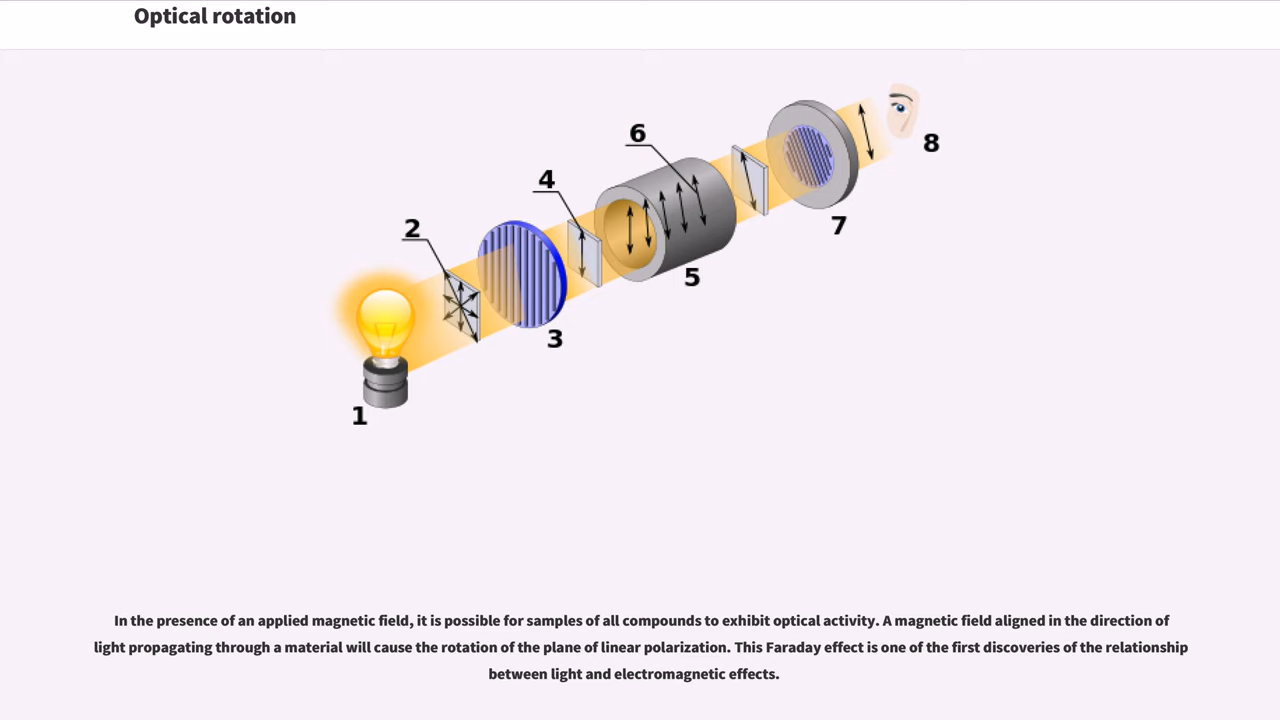 Optical rotation
6
8
4
7
2
5
3
1
In the presence of an applied magnetic field, it is possible for samples of all compounds to exhibit optical activity. A magnetic field aligned in the direction of
light propagating through a material will cause the rotation of the plane of linear polarization. This Faraday effect is one of the first discoveries of the relationship
between light and electromagnetic effects.